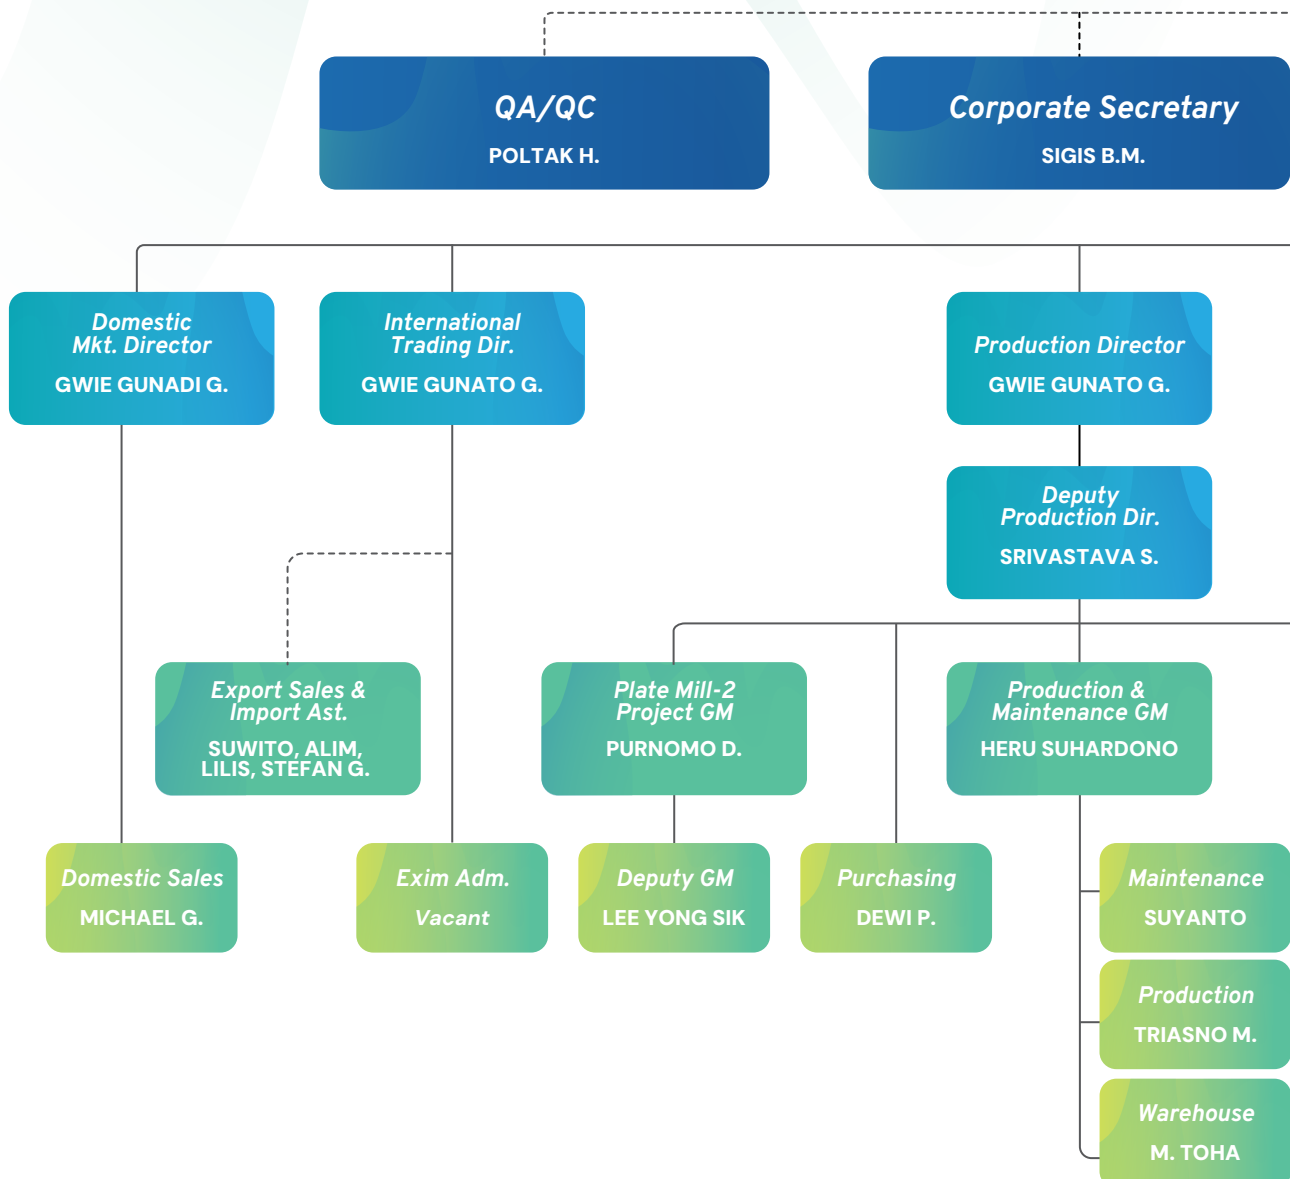 QA/QC
POLTAK H.
Corporate Secretary
SIGIS B.M.
Domestic
Mkt. Director
GWIE GUNADI G.
International
Trading Dir.
GWIE GUNATO G.
Production Director
GWIE GUNATO G.
Deputy
Production Dir.
SRIVASTAVA S.
Export Sales &
Import Ast.
SUWITO, ALIM,
LILIS, STEFAN G.
Plate Mill-2
Project GM
PURNOMO D.
Production &
Maintenance GM
HERU SUHARDONO
Domestic Sales
MICHAEL G.
Exim Adm.
Vacant
Deputy GM
LEE YONG SIK
Purchasing
DEWI P.
Maintenance
SUYANTO
Production
TRIASNO M.
Warehouse
M. TOHA